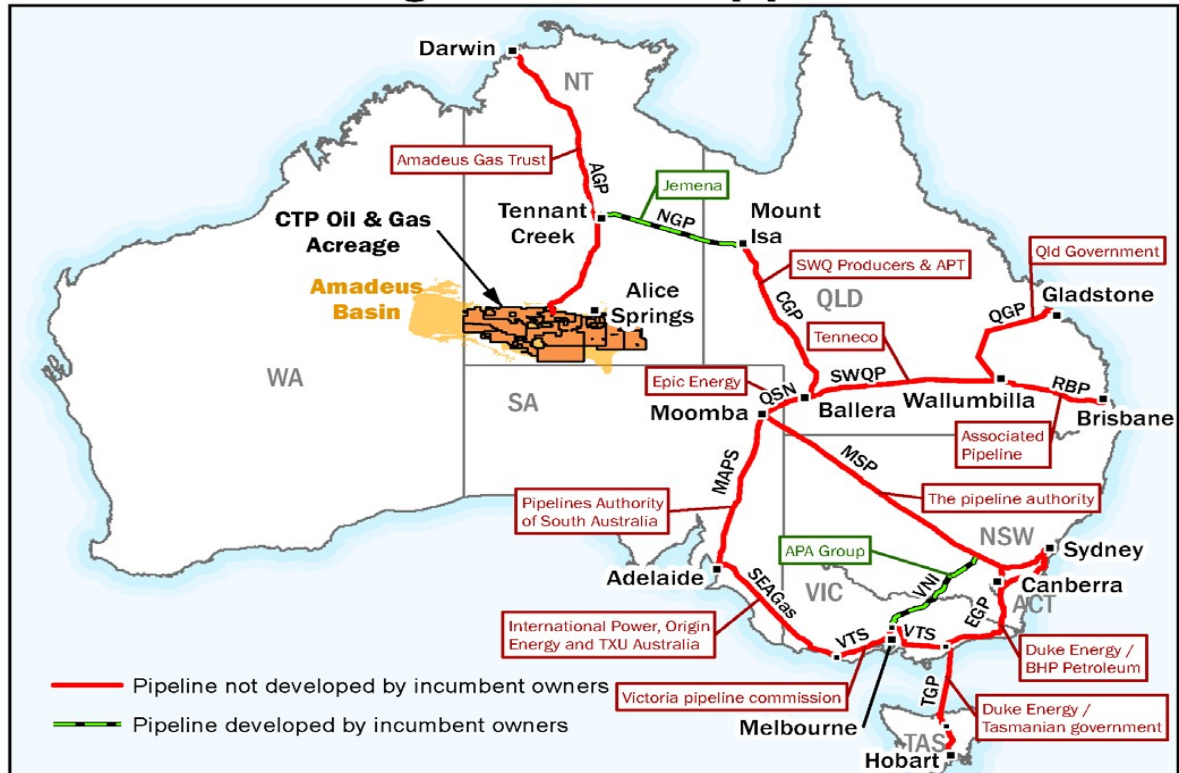 Darwin
NT
Amadeus Gas Trust
AGP
Jemena
NGP
Tennant
Creek
Mount
Isa
CTP Oil & Gas
Acreage
Amadeus
Basin
Alice
Springs
SWQ Producers & APT
CGP
QLD
Qld Government
QGP
Gladstone
Tenneco
WA
SA
Epic Energy
QSN
SWQP
RBP
Moomba
Ballera
Wallumbilla
Brisbane
Associated
Pipeline
MAPS
MSP
Pipelines Authority
of South Australia
The pipeline authority
NSW
Sydney
APA Group
Adelaide
SEAGas
VIC
VNI
Canberra
ACT
EGP
International Power, Origin
Energy and TXU Australia
VTS
VTS
Duke Energy /
BHP Petroleum
Pipeline not developed by incumbent owners
Victoria pipeline commission
TGP
Duke Energy /
Tasmanian government
Pipeline developed by incumbent owners
Melbourne
TAS
Hobart